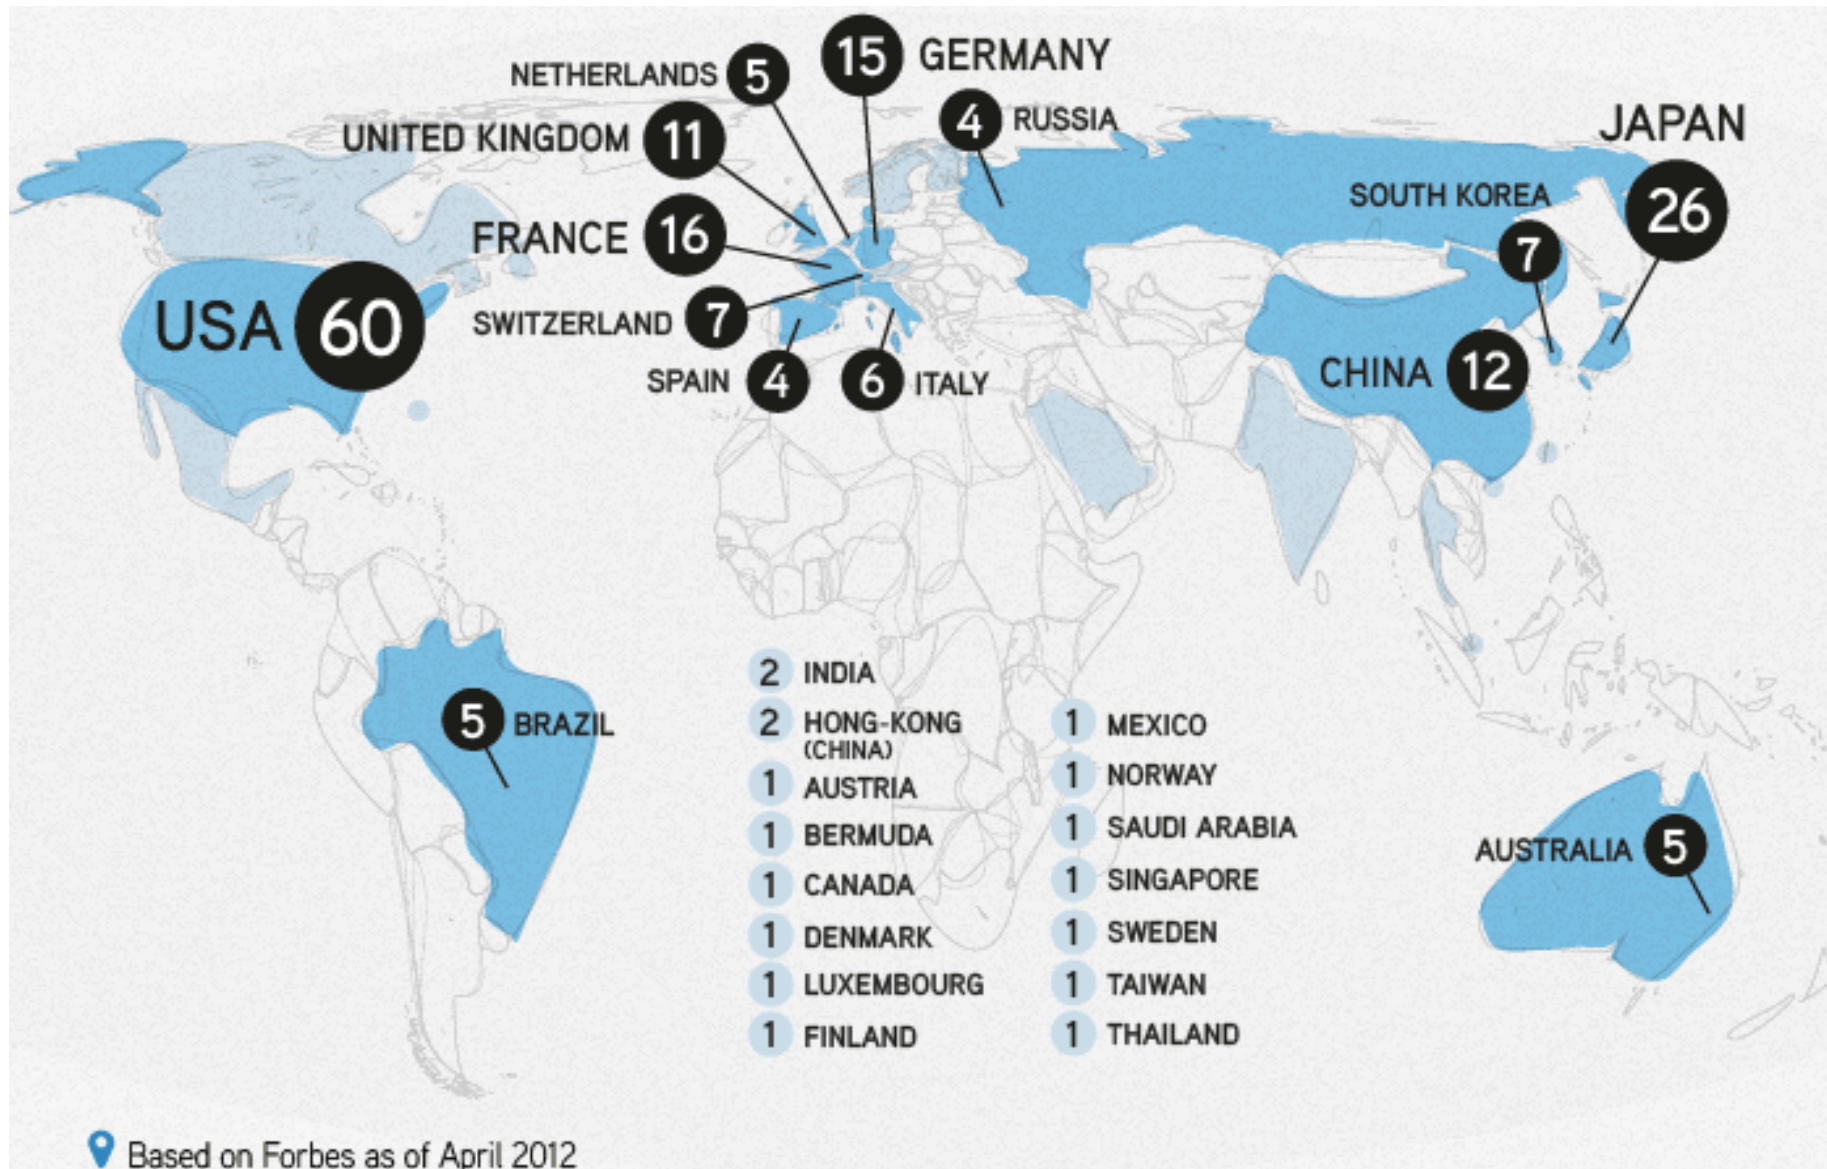 15 GERMANY
NETHERLANDS 5
4 RUSSIA
UNITED KINGDOM 11
JAPAN
26
SOUTH KOREA
7
FRANCE 16
USA 60
SWITZERLAND 7
SPAIN 4
6 ITALY
CHINA 12
5 BRAZIL
AUSTRALIA 5
2 INDIA
2 HONG-KONG
(CHINA)
1 AUSTRIA
1 BERMUDA
1 CANADA
1 DENMARK
1 LUXEMBOURG
1 FINLAND
1 MEXICO
1 NORWAY
1 SAUDI ARABIA
1 SINGAPORE
1 SWEDEN
1 TAIWAN
1 THAILAND
Based on Forbes as of April 2012